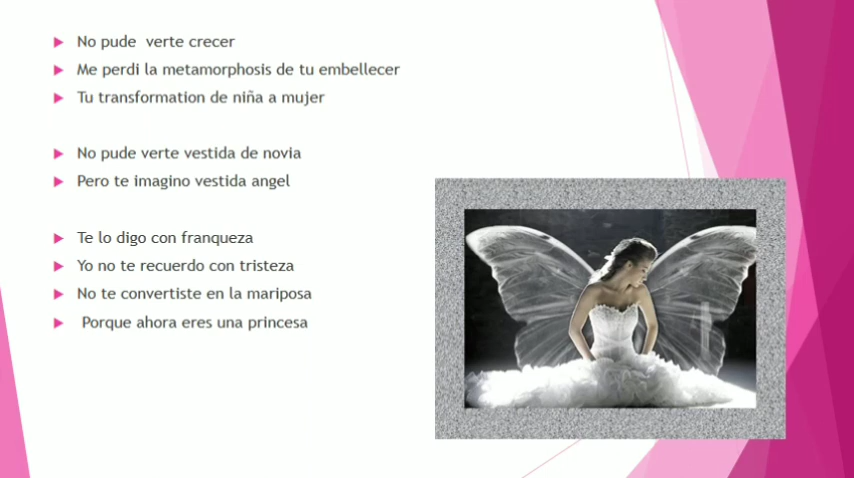 No pude verte crecer
Me perdi la metamorphosis de tu embellecer
Tu transformation de niña a mujer
No pude verte vestida de novia
Pero te imagino vestida angel
Te lo digo con franqueza
Yo no te recuerdo con tristeza
No te convertiste en la mariposa
Porque ahora eres una princesa